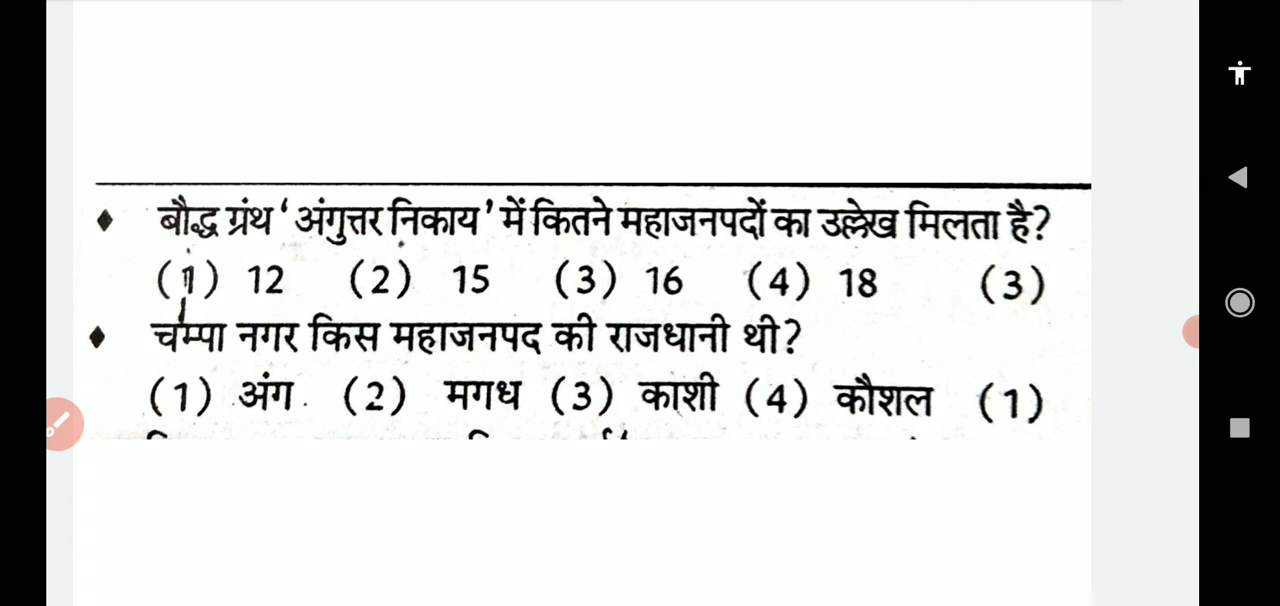 ♦ बौद्ध ग्रंथ ‘अंगुत्तर निकाय’ में कितने महाजनपदों का उल्लेख मिलता है?
(1) 12 (2) 15 (3) 16 (4) 18 (3)
♦ चम्पा नगर किस महाजनपद की राजधानी थी?
(1) अंग (2) मगध (3) काशी (4) कौशल (1)